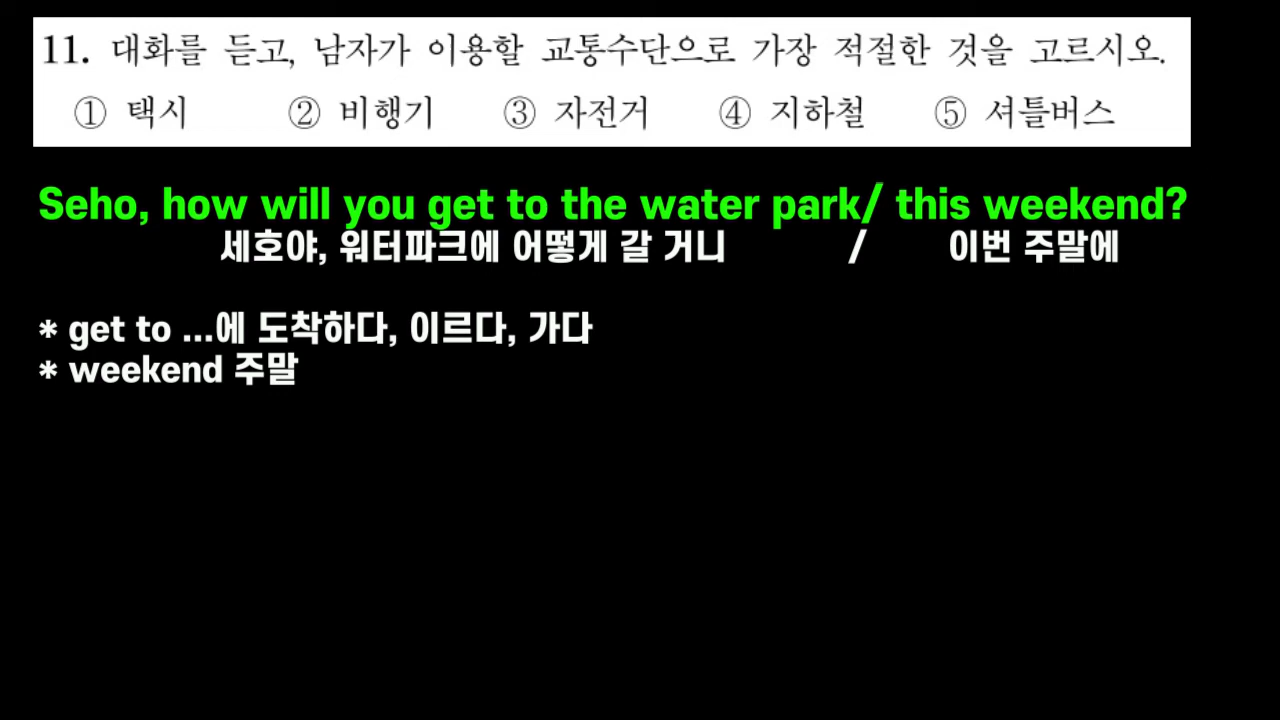 11. 대화를 듣고, 남자가 이용할 교통수단으로 가장 적절한 것을 고르시오.
① 택시 ② 비행기 ③ 자전거 ④ 지하철 ⑤ 셔틀버스
Seho, how will you get to the water park/ this weekend?
세호야, 워터파크에 어떻게 갈 거니 / 이번 주말에
* get to ...에 도착하다, 이르다, 가다
* weekend 주말